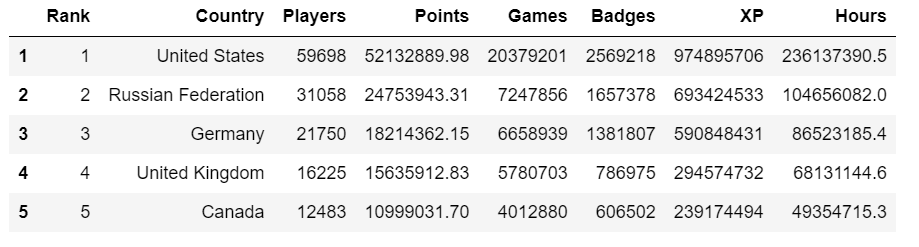 Rank Country Players Points Games Badges XP Hours
1 1 United States 59698 52132889.98 20379201 2569218 974895706 236137390.5
2 2 Russian Federation 31058 24753943.31 7247856 1657378 693424533 104656082.0
3 3 Germany 21750 18214362.15 6658939 1381807 590848431 86523185.4
4 4 United Kingdom 16225 15635912.83 5780703 786975 294574732 68131144.6
5 5 Canada 12483 10999031.70 4012880 606502 239174494 49354715.3